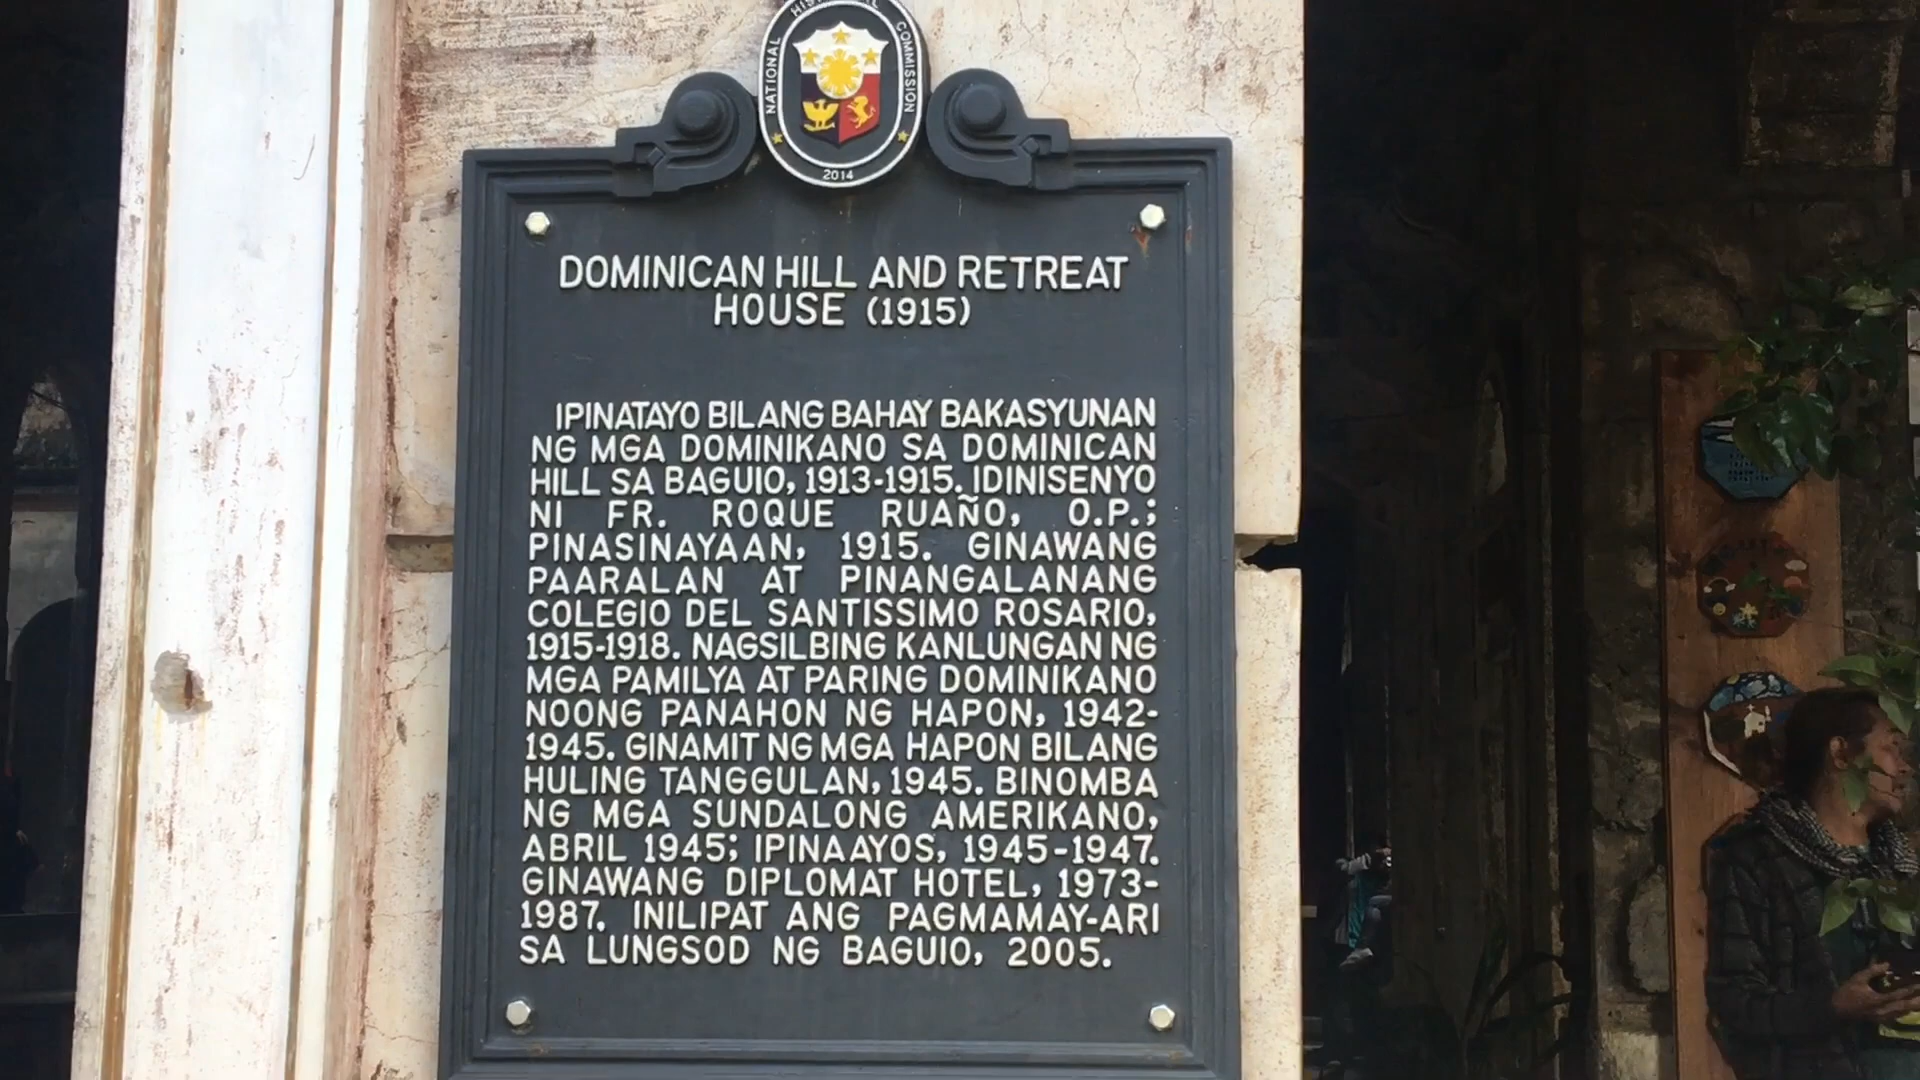 NATIONAL HISTORICAL COMMISSION
2014
DOMINICAN HILL AND RETREAT
HOUSE (1915)
IPINATAYO BILANG BAHAY BAKASYUNAN
NG MGA DOMINIKANO SA DOMINICAN
HILL SA BAGUIO, 1913-1915. IDINISENYO
NI FR. ROQUE RUAÑO, O.P.;
PINASINAYAAN, 1915. GINAWANG
PAARALAN AT PINANGALANANG
COLEGIO DEL SANTISSIMO ROSARIO,
1915-1918. NAGSILBING KANLUNGAN NG
MGA PAMILYA AT PARING DOMINIKANO
NOONG PANAHON NG HAPON, 1942-
1945. GINAMIT NG MGA HAPON BILANG
HULING TANGGULAN, 1945. BINOMBA
NG MGA SUNDALONG AMERIKANO,
ABRIL 1945; IPINAAYOS, 1945-1947.
GINAWANG DIPLOMAT HOTEL, 1973-
1987. INILIPAT ANG PAGMAMAY-ARI
SA LUNGSOD NG BAGUIO, 2005.